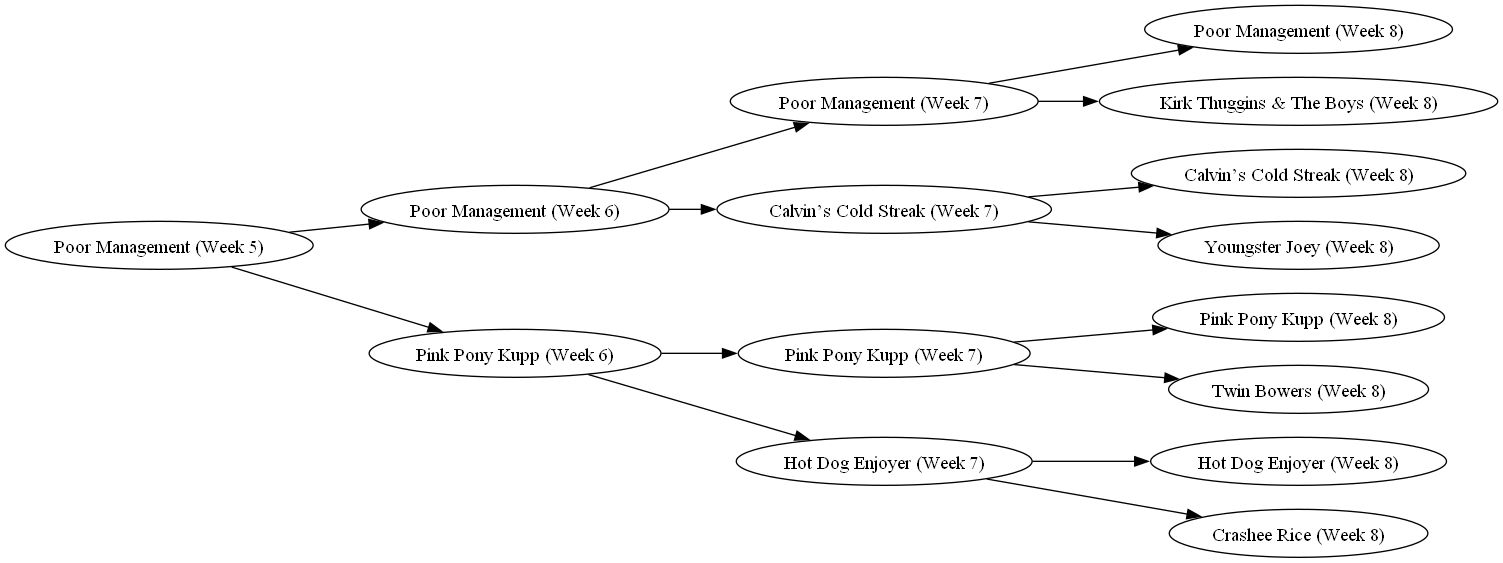 Poor Management (Week 8)
Poor Management (Week 7)
Kirk Thuggins & The Boys (Week 8)
Calvin's Cold Streak (Week 8)
Poor Management (Week 6)
Calvin's Cold Streak (Week 7)
Poor Management (Week 5)
Youngster Joey (Week 8)
Pink Pony Kupp (Week 8)
Pink Pony Kupp (Week 6)
Pink Pony Kupp (Week 7)
Twin Bowers (Week 8)
Hot Dog Enjoyer (Week 7)
Hot Dog Enjoyer (Week 8)
Crashee Rice (Week 8)